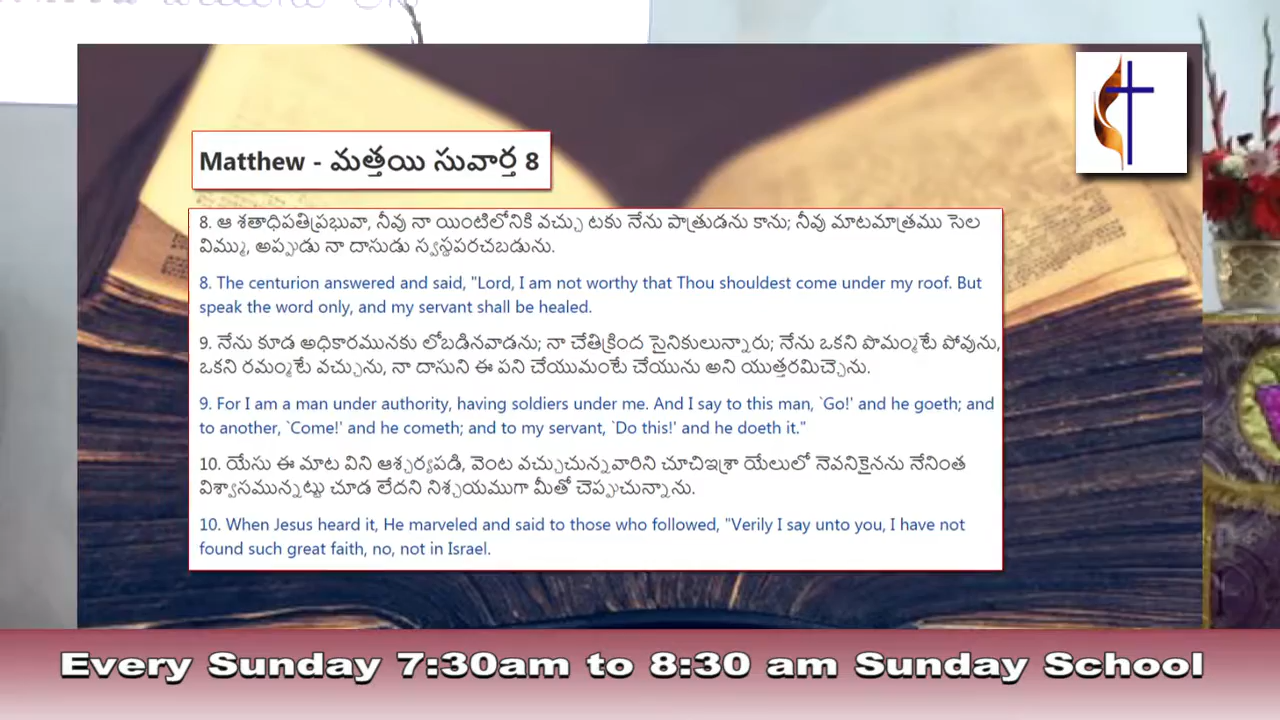 Matthew - మత్తయి సువార్త 8
8. ఆ శతాధిపతిప్రభువా, నీవు నా యింటిలోనికి వచ్చు టకు నేను పాత్రుడను కాను; నీవు మాటమాత్రము సెల
విమ్ము, అప్పుడు నా దాసుడు స్వస్థపరచబడును.
8. The centurion answered and said, "Lord, I am not worthy that Thou shouldest come under my roof. But
speak the word only, and my servant shall be healed.
9. నేను కూడ అధికారమునకు లోబడినవాడను; నా చేతిక్రింద సైనికులున్నారు; నేను ఒకని పొమంటే పోవును,
ఒకని రమంటే వచ్చును, నా దాసుని ఈ పని చేయుమంటే చేయును అని యుత్తరమిచ్చెను.
9. For I am a man under authority, having soldiers under me. And I say to this man, `Go!' and he goeth; and
to another, `Come!' and he cometh; and to my servant, `Do this!' and he doeth it."
10. యేసు ఈ మాట విని ఆశ్చర్యపడి, వెంట వచ్చుచున్నవారిని చూచిఇశ్రా యేలులో నెవనికైనను నేనింత
విశ్వాసమున్నట్టు చూడ లేదని నిశ్చయముగా మీతో చెప్పుచున్నాను.
10. When Jesus heard it, He marveled and said to those who followed, "Verily I say unto you, I have not
found such great faith, no, not in Israel.
Every Sunday 7:30am to 8:30 am Sunday School